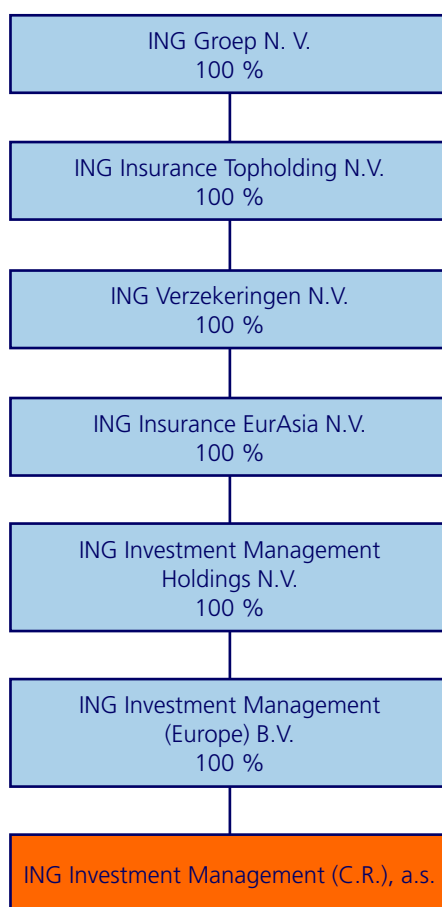 ING Groep N. V.
100 %
ING Insurance Topholding N.V.
100 %
ING Verzekeringen N.V.
100 %
ING Insurance EurAsia N.V.
100 %
ING Investment Management
Holdings N.V.
100 %
ING Investment Management
(Europe) B.V.
100 %
ING Investment Management (C.R.), a.s.